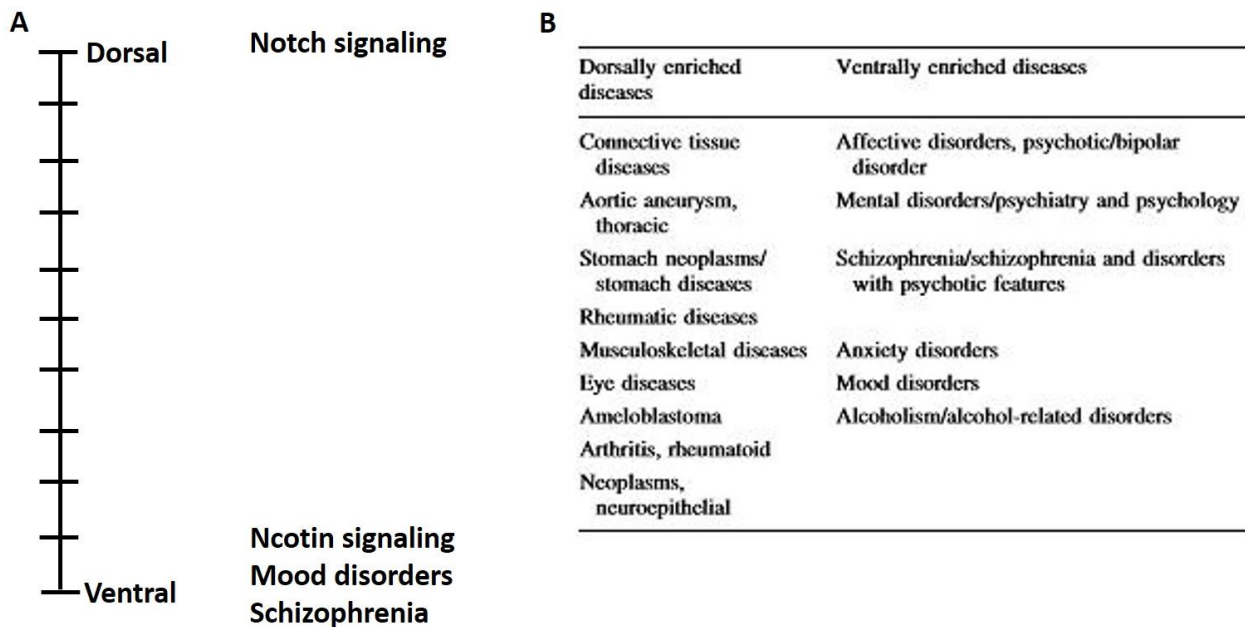 A
Dorsal
Notch signaling
Ncotin signaling
Mood disorders
Ventral
Schizophrenia
B
Dorsally enriched
diseases
Ventrally enriched diseases
Connective tissue
diseases
Affective disorders, psychotic/bipolar
disorder
Aortic aneurysm,
thoracic
Mental disorders/psychiatry and psychology
Stomach neoplasms/
stomach diseases
Schizophrenia/schizophrenia and disorders
with psychotic features
Rheumatic diseases
Musculoskeletal diseases
Anxiety disorders
Eye diseases
Mood disorders
Ameloblastoma
Alcoholism/alcohol-related disorders
Arthritis, rheumatoid
Neoplasms,
neuroepithelial